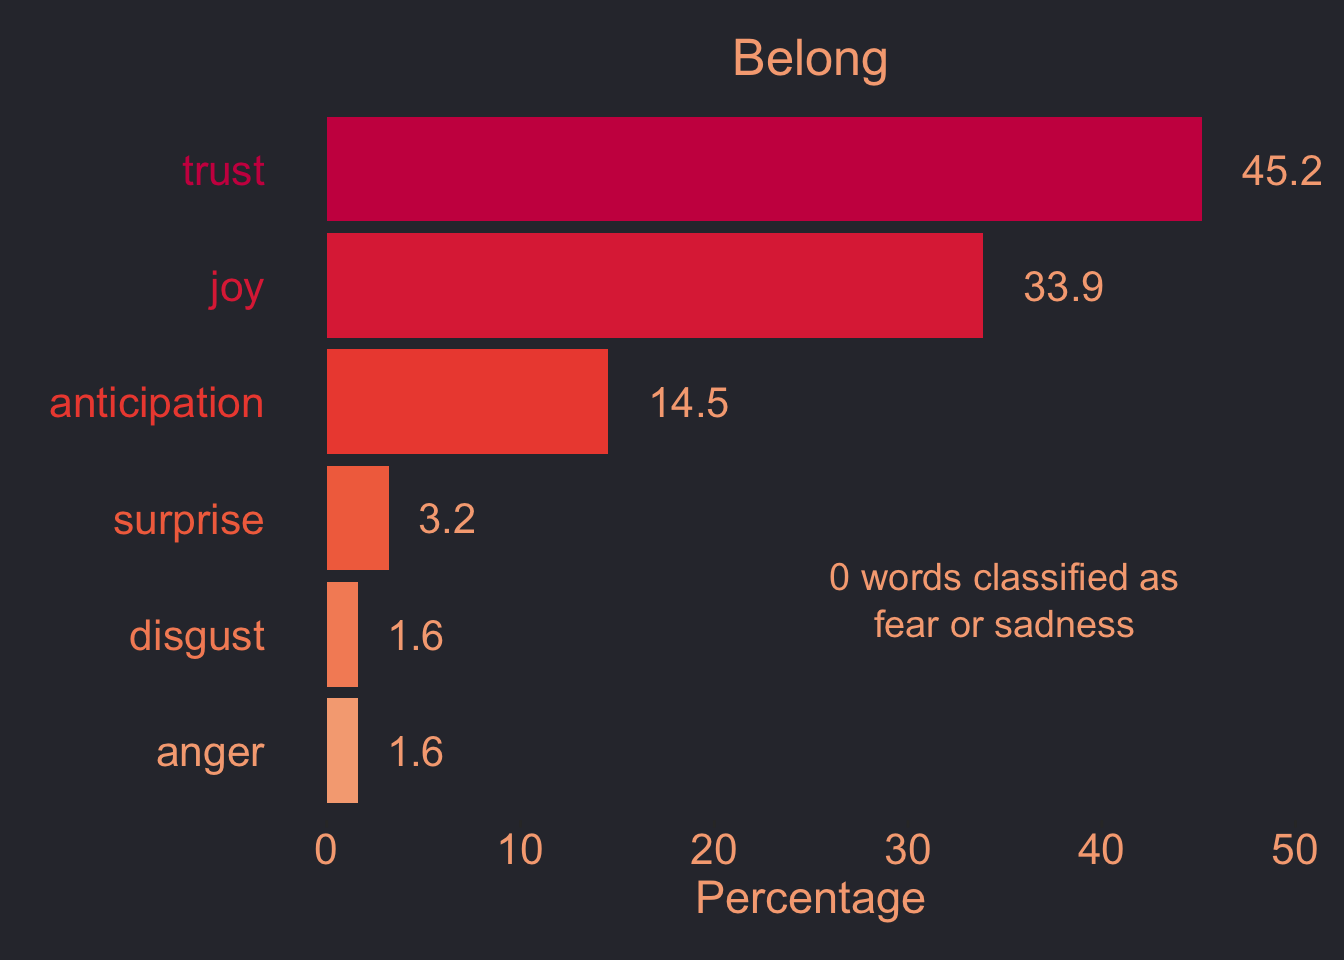 Belong
trust 45.2
joy 33.9
anticipation 14.5
surprise 3.2
0 words classified as
fear or sadness
disgust 1.6
anger 1.6
0 10 20 30 40 50
Percentage